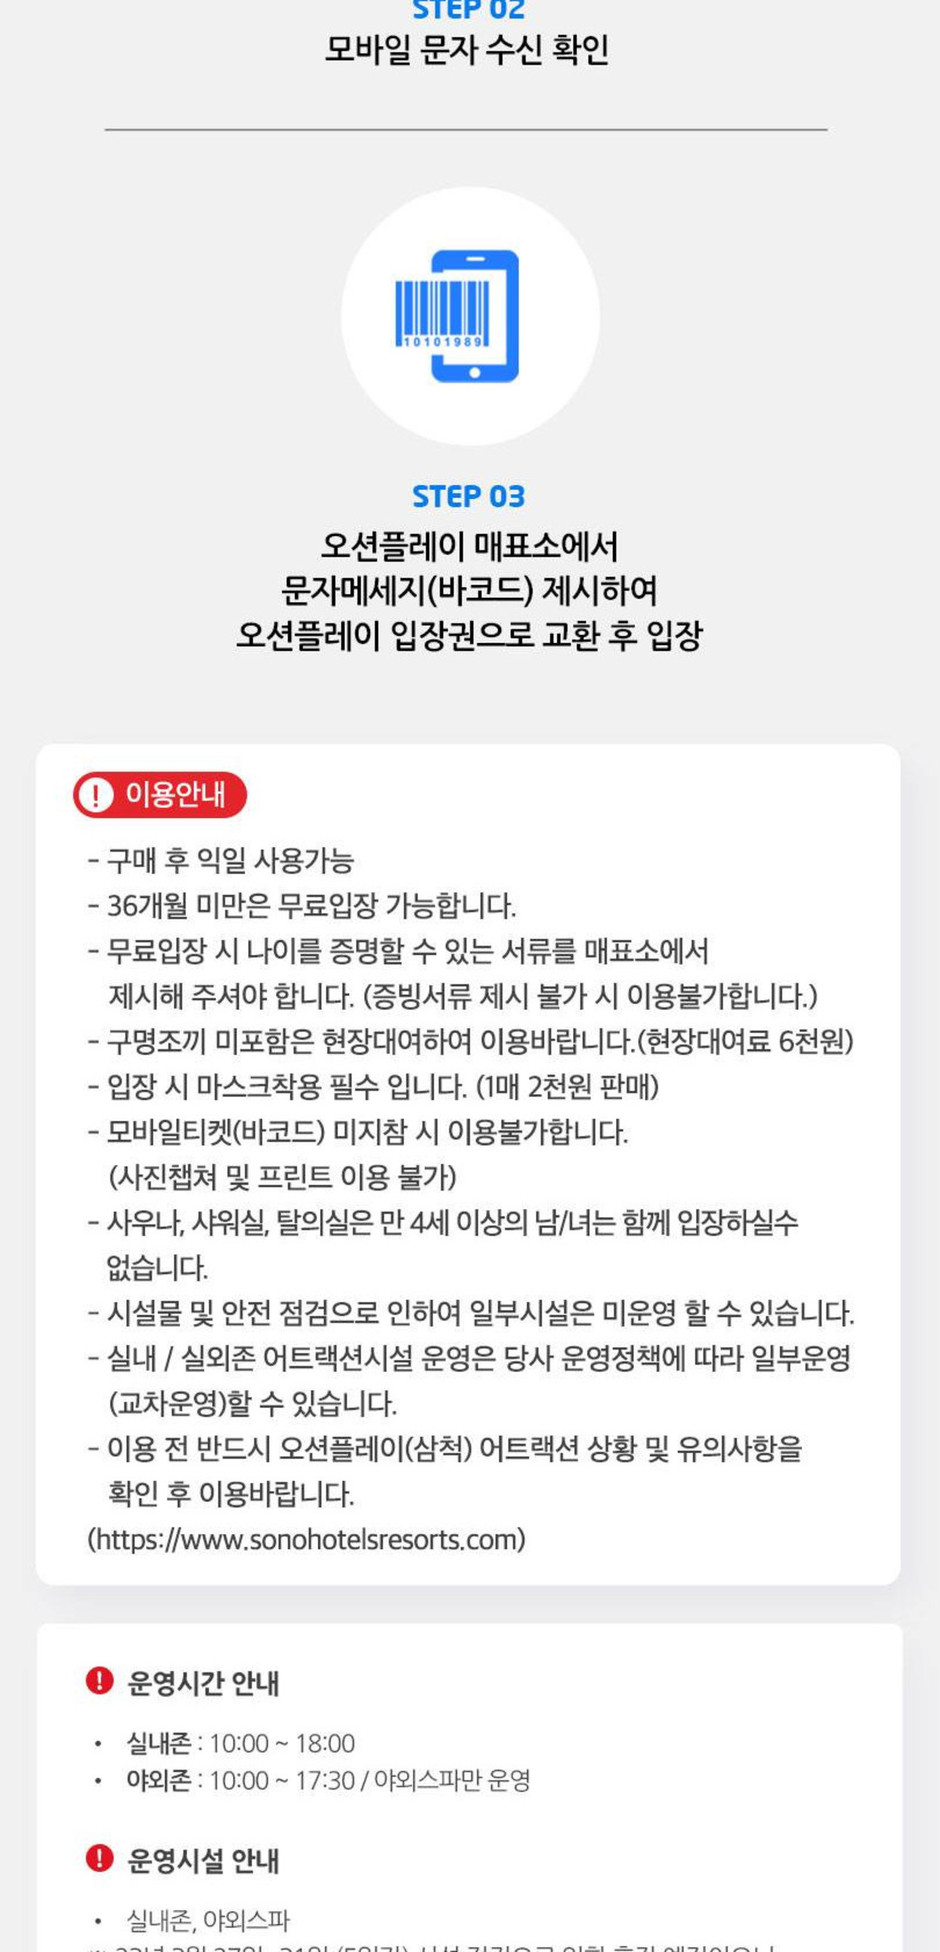 STEP 02
모바일 문자 수신 확인
10101989
STEP 03
오션플레이 매표소에서
문자메세지(바코드) 제시하여
오션플레이 입장권으로 교환 후 입장
! 이용안내
- 구매 후 익일 사용가능
- 36개월 미만은 무료입장 가능합니다.
- 무료입장 시 나이를 증명할 수 있는 서류를 매표소에서
제시해 주셔야 합니다. (증빙서류 제시 불가 시 이용불가합니다.)
- 구명조끼 미포함은 현장대여하여 이용바랍니다.(현장대여료 6천원)
- 입장 시 마스크착용 필수 입니다. (1매 2천원 판매)
- 모바일티켓(바코드) 미지참 시 이용불가합니다.
(사진챕쳐 및 프린트 이용 불가)
- 사우나, 샤워실, 탈의실은 만 4세 이상의 남/녀는 함께 입장하실수
없습니다.
- 시설물 및 안전 점검으로 인하여 일부시설은 미운영 할 수 있습니다.
- 실내 / 실외존 어트랙션시설 운영은 당사 운영정책에 따라 일부운영
(교차운영)할 수 있습니다.
- 이용 전 반드시 오션플레이(삼척) 어트랙션 상황 및 유의사항을
확인 후 이용바랍니다.
(https://www.sonohotelsresorts.com)
! 운영시간 안내
• 실내존 : 10:00 ~ 18:00
• 야외존 : 10:00 ~ 17:30 / 야외스파만 운영
! 운영시설 안내
• 실내존, 야외스파